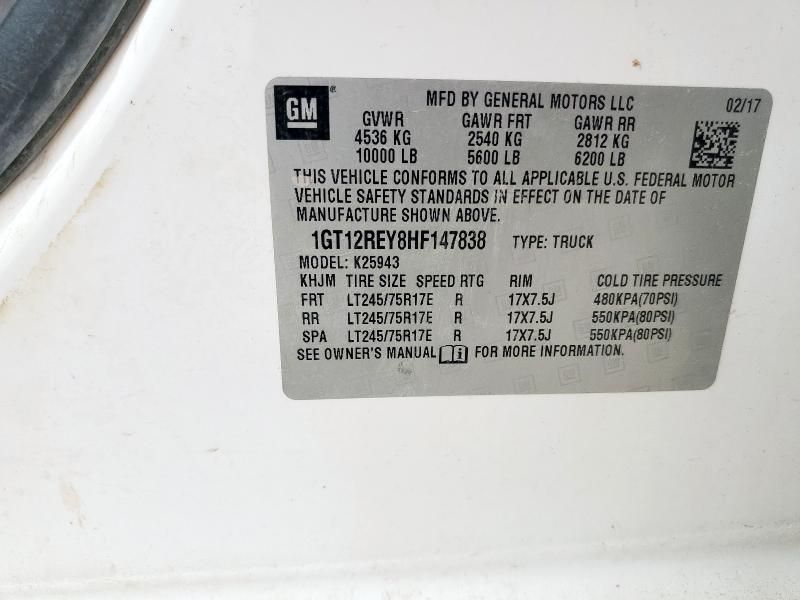 GM ® MFD BY GENERAL MOTORS LLC 02/17
GVWR GAWR FRT GAWR RR
4536 KG 2540 KG 2812 KG
10000 LB 5600 LB 6200 LB
THIS VEHICLE CONFORMS TO ALL APPLICABLE U.S. FEDERAL MOTOR
VEHICLE SAFETY STANDARDS IN EFFECT ON THE DATE OF
MANUFACTURE SHOWN ABOVE.
1GT12REY8HF147838 TYPE: TRUCK
MODEL: K25943
KHJM TIRE SIZE SPEED RTG RIM COLD TIRE PRESSURE
FRT LT245/75R17E R 17X7.5J 480KPA(70PSI)
RR LT245/75R17E R 17X7.5J 550KPA(80PSI)
SPA LT245/75R17E R 17X7.5J 550KPA(80PSI)
SEE OWNER'S MANUAL i FOR MORE INFORMATION.